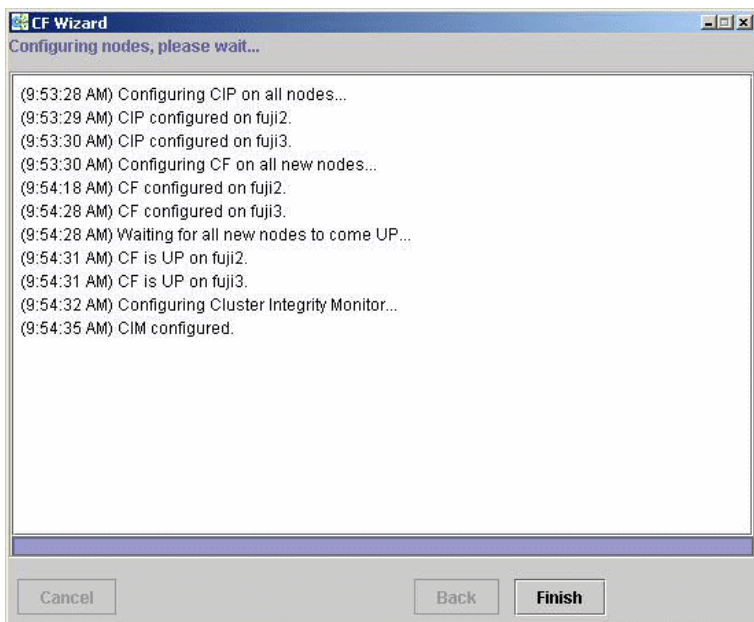 CF Wizard
Configuring nodes, please wait...
(9:53:28 AM) Configuring CIP on all nodes...
(9:53:29 AM) CIP configured on fuji2.
(9:53:30 AM) CIP configured on fuji3.
(9:53:30 AM) Configuring CF on all new nodes...
(9:54:18 AM) CF configured on fuji2.
(9:54:28 AM) CF configured on fuji3.
(9:54:28 AM) Waiting for all new nodes to come UP...
(9:54:31 AM) CF is UP on fuji2.
(9:54:31 AM) CF is UP on fuji3.
(9:54:32 AM) Configuring Cluster Integrity Monitor...
(9:54:35 AM) CIM configured.
Cancel Back Finish